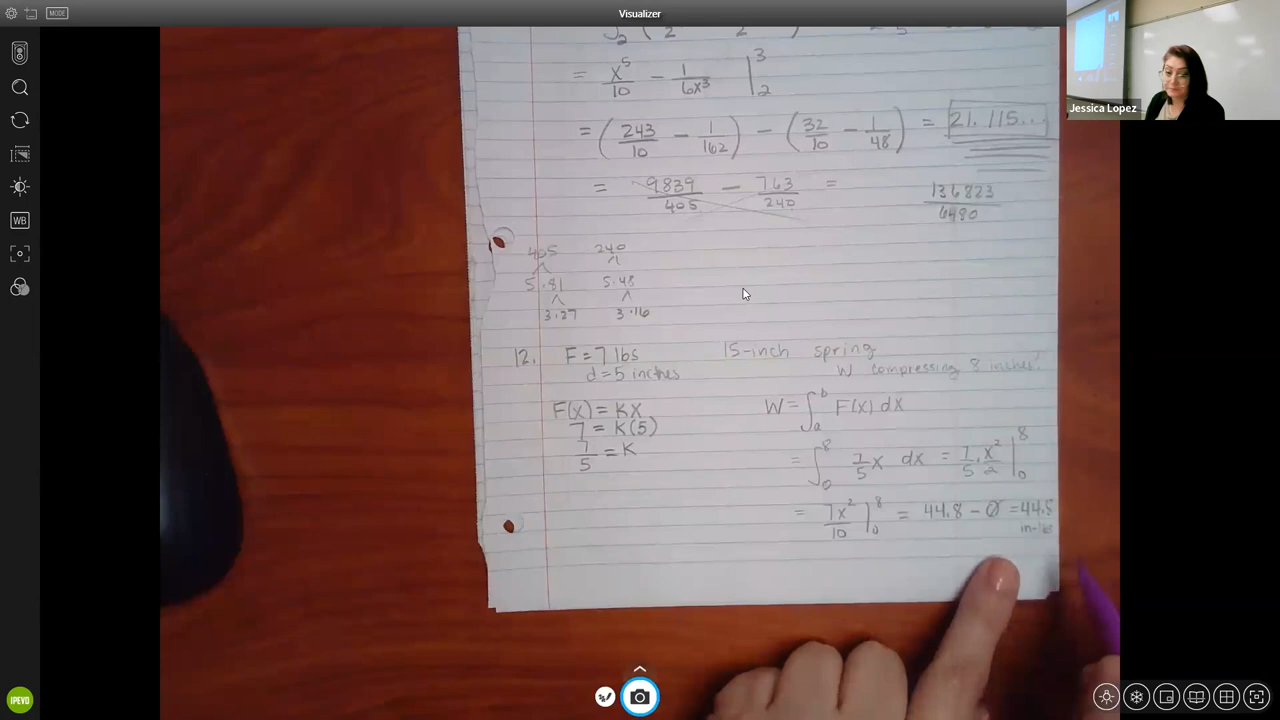 MODE
Visualizer
Jessica Lopez
= x^5/10 - 1/6x^3 |_2^3
= (243/10 - 1/162) - (32/10 - 1/48) = 21.115...
= 9839/405 - 763/240 =
136823/6480
405 240
5.81 5.48
3.27 3.16
12. F = 7 lbs 15-inch spring
d = 5 inches W compressing 8 inches?
F(x) = Kx W = ∫_a^b F(x) dx
7 = K(5)
7/5 = K = ∫_0^8 7/5 x dx = 7/5 · x^2/2 |_0^8
= 7x^2/10 |_0^8 = 44.8 - 0 = 44.8
in-lbs
WB
IPEVO